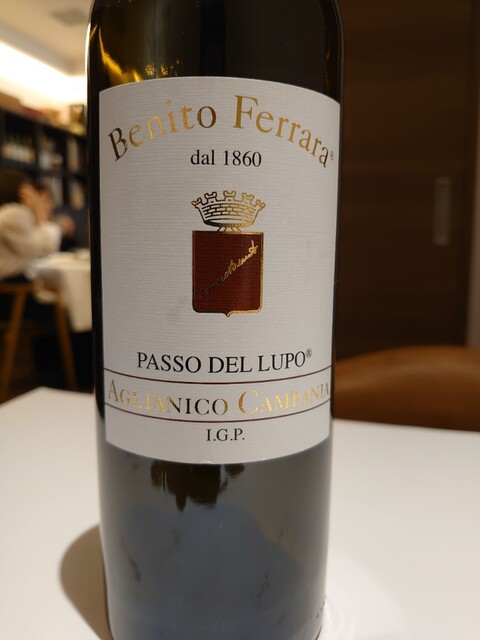 Benito Ferrara®
dal 1860
PASSO DEL LUPO®
AGLIANICO CAMPANIA
I.G.P.